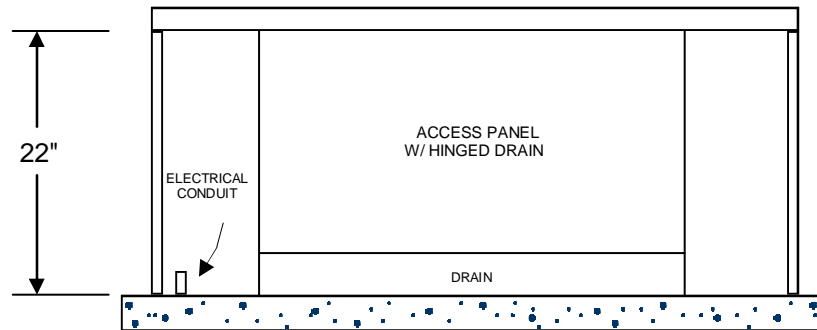 ACCESS PANEL
W/ HINGED DRAIN
22"
ELECTRICAL
CONDUIT
DRAIN